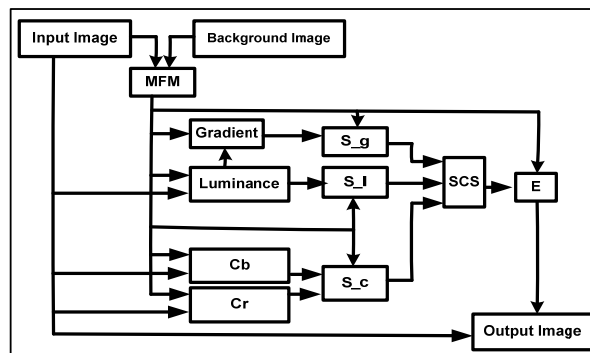 Input Image
Background Image
MFM
Gradient
S_g
Luminance
S_l
SCS
E
Cb
S_c
Cr
Output Image